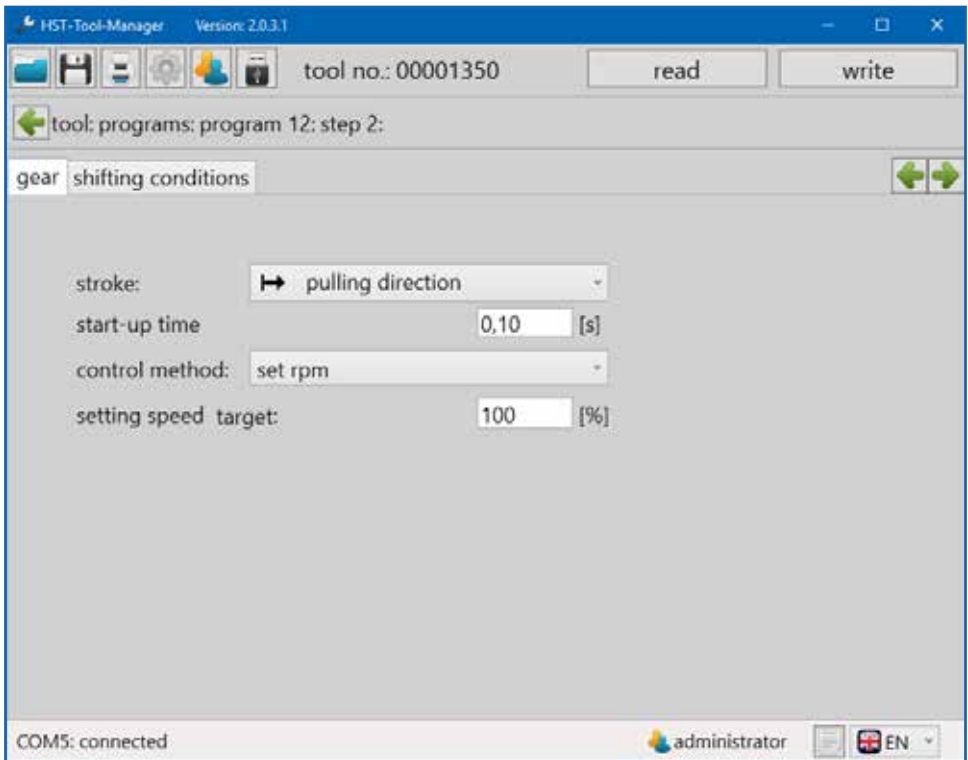 HST-Tool-Manager Version: 2.0.3.1
tool no.: 00001350 read write
tool: programs: program 12: step 2:
gear shifting conditions
stroke: pulling direction
start-up time 0,10 [s]
control method: set rpm
setting speed target: 100 [%]
COM5: connected administrator EN